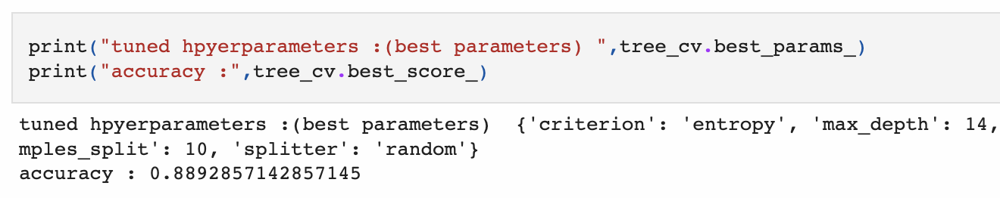 print("tuned hpyerparameters :(best parameters) ",tree_cv.best_params_)
print("accuracy :",tree_cv.best_score_)
tuned hpyerparameters :(best parameters)  {'criterion': 'entropy', 'max_depth': 14,
mples_split': 10, 'splitter': 'random'}
accuracy : 0.8892857142857145